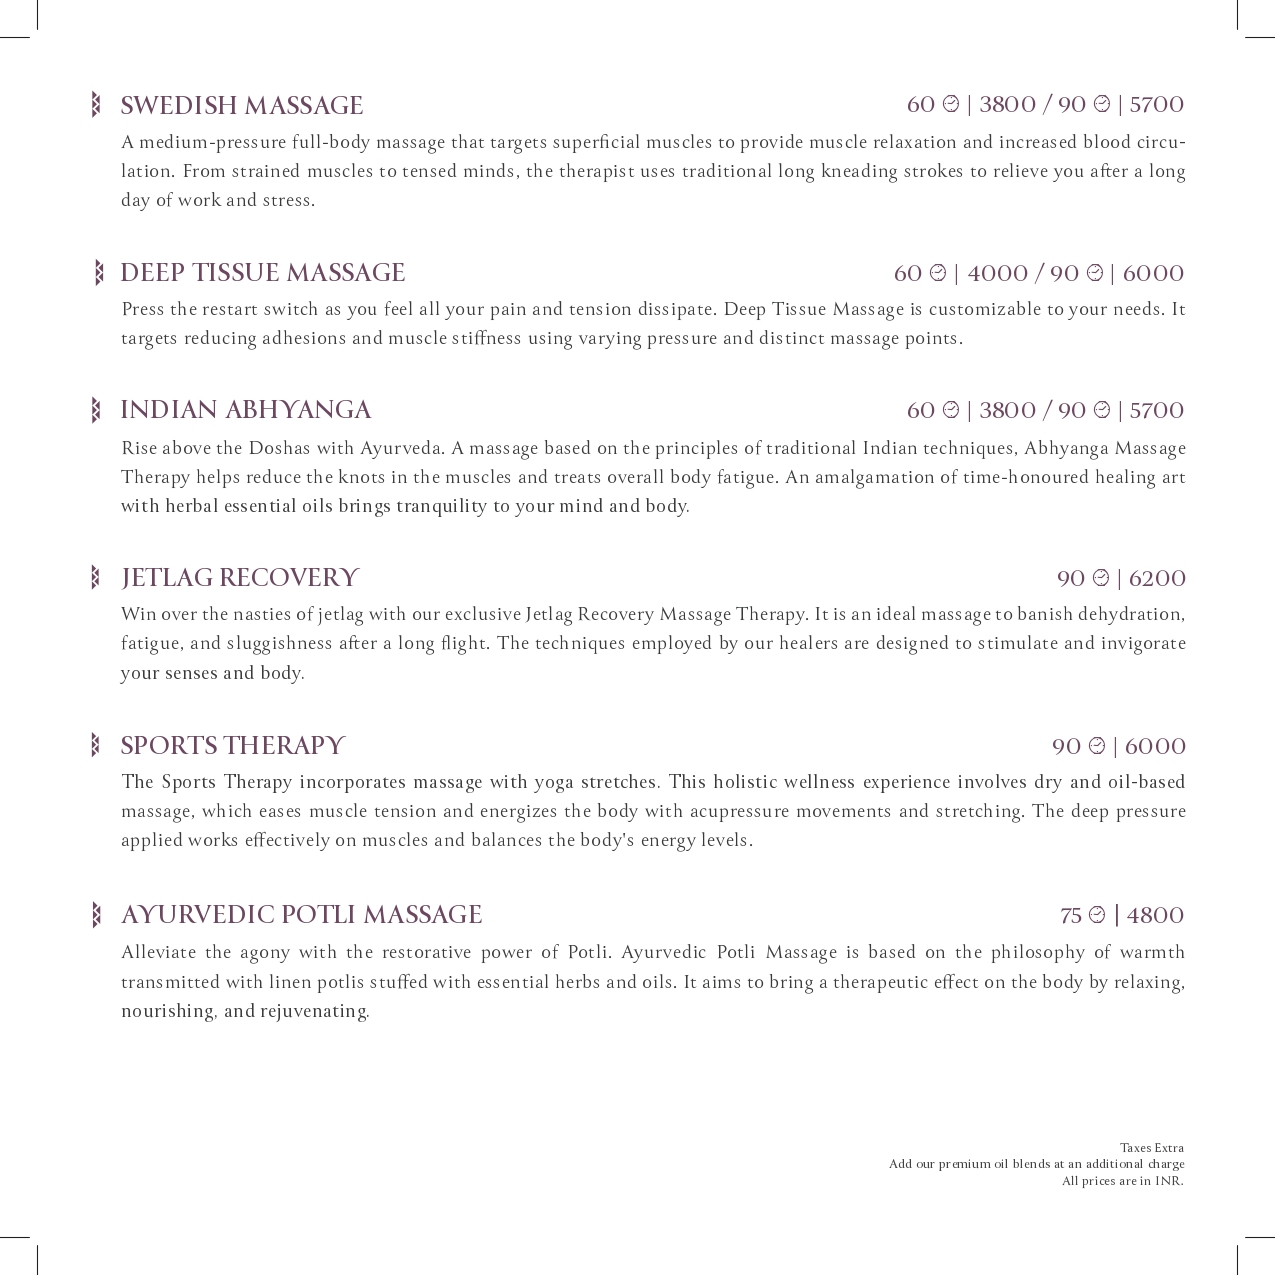 SWEDISH MASSAGE 60 | 3800 / 90 | 5700
A medium-pressure full-body massage that targets superficial muscles to provide muscle relaxation and increased blood circu-
lation. From strained muscles to tensed minds, the therapist uses traditional long kneading strokes to relieve you after a long
day of work and stress.
DEEP TISSUE MASSAGE 60 | 4000 / 90 | 6000
Press the restart switch as you feel all your pain and tension dissipate. Deep Tissue Massage is customizable to your needs. It
targets reducing adhesions and muscle stiffness using varying pressure and distinct massage points.
INDIAN ABHYANGA 60 | 3800 / 90 | 5700
Rise above the Doshas with Ayurveda. A massage based on the principles of traditional Indian techniques, Abhyanga Massage
Therapy helps reduce the knots in the muscles and treats overall body fatigue. An amalgamation of time-honoured healing art
with herbal essential oils brings tranquility to your mind and body.
JETLAG RECOVERY 90 | 6200
Win over the nasties of jetlag with our exclusive Jetlag Recovery Massage Therapy. It is an ideal massage to banish dehydration,
fatigue, and sluggishness after a long flight. The techniques employed by our healers are designed to stimulate and invigorate
your senses and body.
SPORTS THERAPY 90 | 6000
The Sports Therapy incorporates massage with yoga stretches. This holistic wellness experience involves dry and oil-based
massage, which eases muscle tension and energizes the body with acupressure movements and stretching. The deep pressure
applied works effectively on muscles and balances the body's energy levels.
AYURVEDIC POTLI MASSAGE 75 | 4800
Alleviate the agony with the restorative power of Potli. Ayurvedic Potli Massage is based on the philosophy of warmth
transmitted with linen potlis stuffed with essential herbs and oils. It aims to bring a therapeutic effect on the body by relaxing,
nourishing, and rejuvenating.
Taxes Extra
Add our premium oil blends at an additional charge
All prices are in INR.